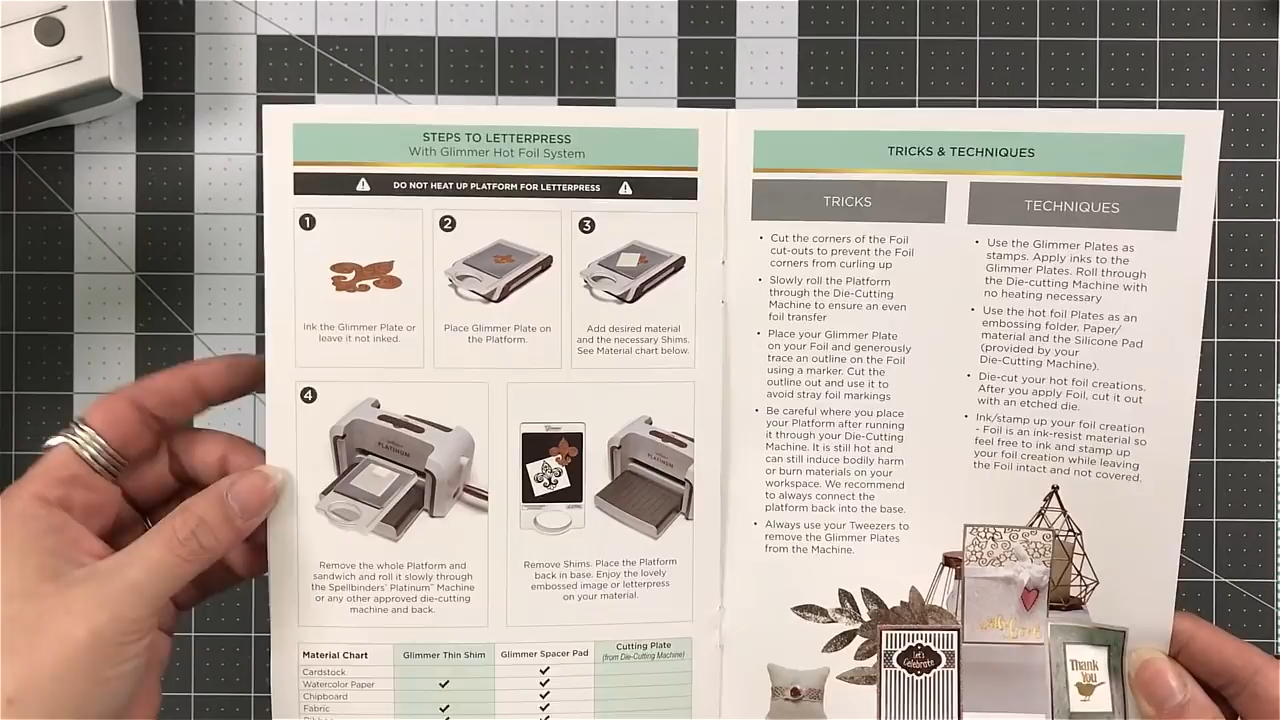 STEPS TO LETTERPRESS
With Glimmer Hot Foil System
DO NOT HEAT UP PLATFORM FOR LETTERPRESS
1
Ink the Glimmer Plate or
leave it not inked.
2
Place Glimmer Plate on
the Platform.
3
Add desired material
and the necessary Shims.
See Material chart below.
4
PLATINUM
Remove the whole Platform and
sandwich and roll it slowly through
the Spellbinders' Platinum™ Machine
or any other approved die-cutting
machine and back.
PLATINUM
Remove Shims. Place the Platform
back in base. Enjoy the lovely
embossed image or letterpress
on your material.
Material Chart
Glimmer Thin Shim
Glimmer Spacer Pad
Cutting Plate
(from Die-Cutting Machine)
Cardstock
Watercolor Paper
Chipboard
Fabric
TRICKS & TECHNIQUES
TRICKS
• Cut the corners of the Foil
cut-outs to prevent the Foil
corners from curling up
• Slowly roll the Platform
through the Die-Cutting
Machine to ensure an even
foil transfer
• Place your Glimmer Plate
on your Foil and generously
trace an outline on the Foil
using a marker. Cut the
outline out and use it to
avoid stray foil markings
• Be careful where you place
your Platform after running
it through your Die-Cutting
Machine. It is still hot and
can still induce bodily harm
or burn materials on your
workspace. We recommend
to always connect the
platform back into the base.
• Always use your Tweezers to
remove the Glimmer Plates
from the Machine.
TECHNIQUES
• Use the Glimmer Plates as
stamps. Apply inks to the
Glimmer Plates. Roll through
the Die-cutting Machine with
no heating necessary
• Use the hot foil Plates as an
embossing folder. Paper/
material and the Silicone Pad
(provided by your
Die-Cutting Machine).
• Die-cut your hot foil creations.
After you apply Foil, cut it out
with an etched die.
• Ink/stamp up your foil creation
- Foil is an ink-resist material so
feel free to ink and stamp up
your foil creation while leaving
the Foil intact and not covered.
Let's
Celebrate
Thank
You